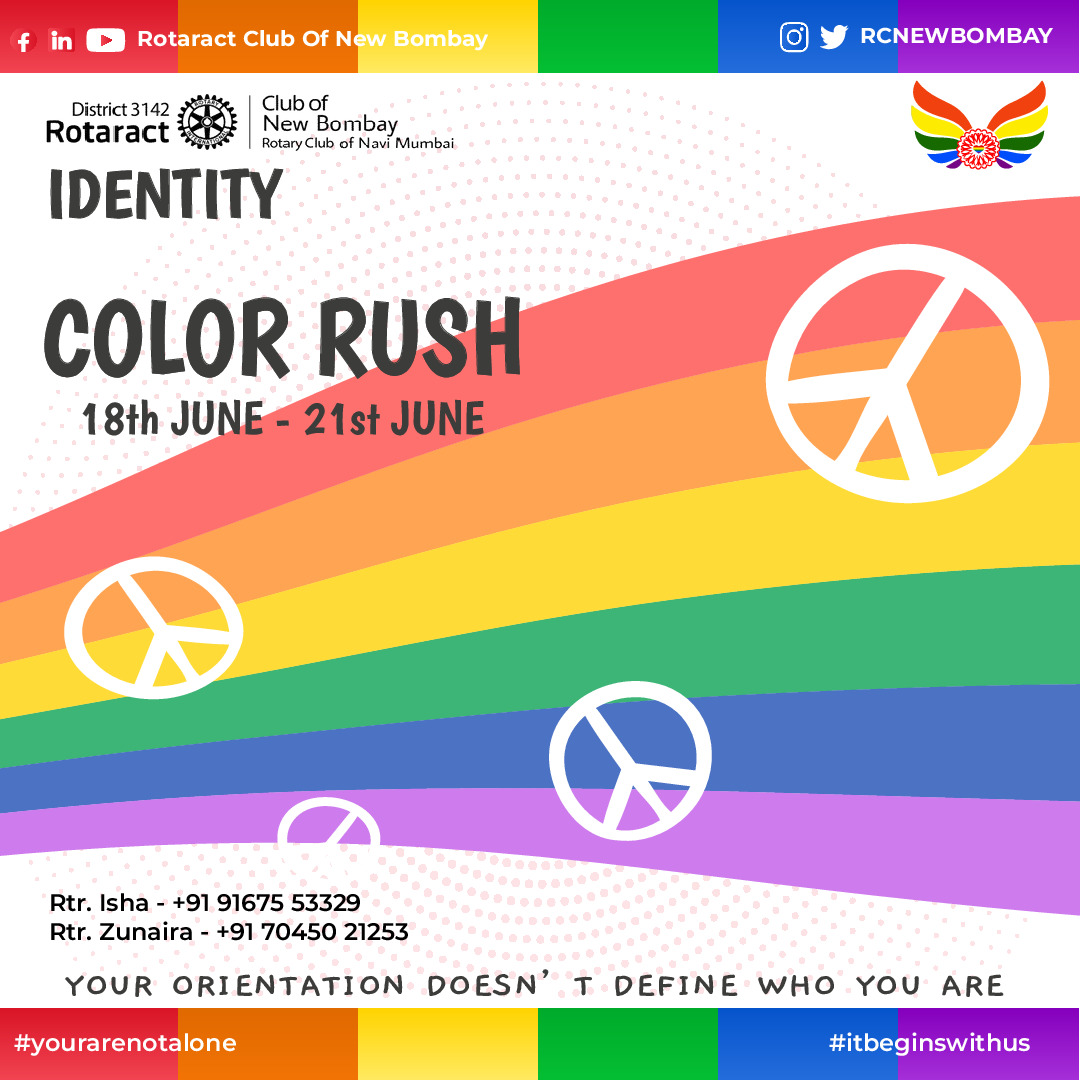 Rotaract Club Of New Bombay
RCNEWBOMBAY
District 3142
Rotaract
ROTARY
INTERNATIONAL
Club of
New Bombay
Rotary Club of Navi Mumbai
IDENTITY
COLOR RUSH
18th JUNE - 21st JUNE
Rtr. Isha - +91 91675 53329
Rtr. Zunaira - +91 70450 21253
YOUR ORIENTATION DOESN' T DEFINE WHO YOU ARE
#yourarenotalone
#itbeginswithus